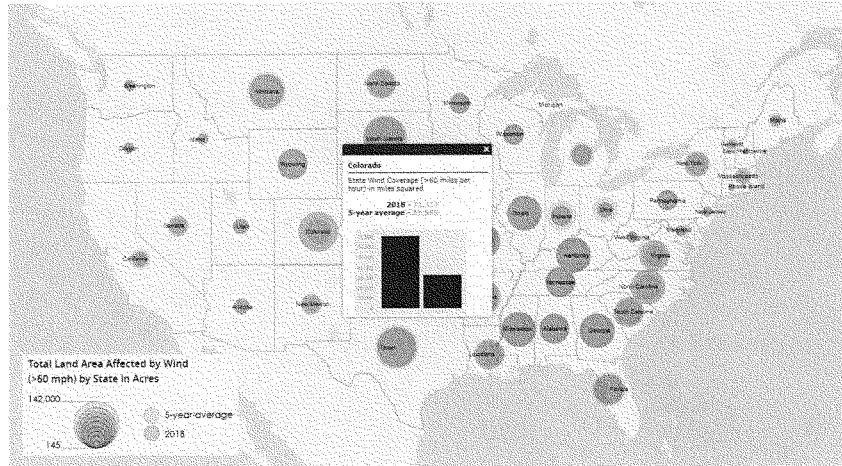 Washington
Montana
North Dakota
Minnesota
Michigan
Maine
Wisconsin
South Dakota
Idaho
Wyoming
New York
Massachusetts
Rhode Island
Colorado
State Wind Coverage (>60 miles per
hour) in miles squared
2018
5-year average
Pennsylvania
New Jersey
Illinois
Indiana
Ohio
Nevada
Utah
Colorado
West Virginia
Virginia
Kentucky
California
Tennessee
North Carolina
Arizona
New Mexico
South Carolina
Mississippi
Alabama
Georgia
Texas
Louisiana
Florida
Total Land Area Affected by Wind
(>60 mph) by State in Acres
142,000
5-year-average
2018
145